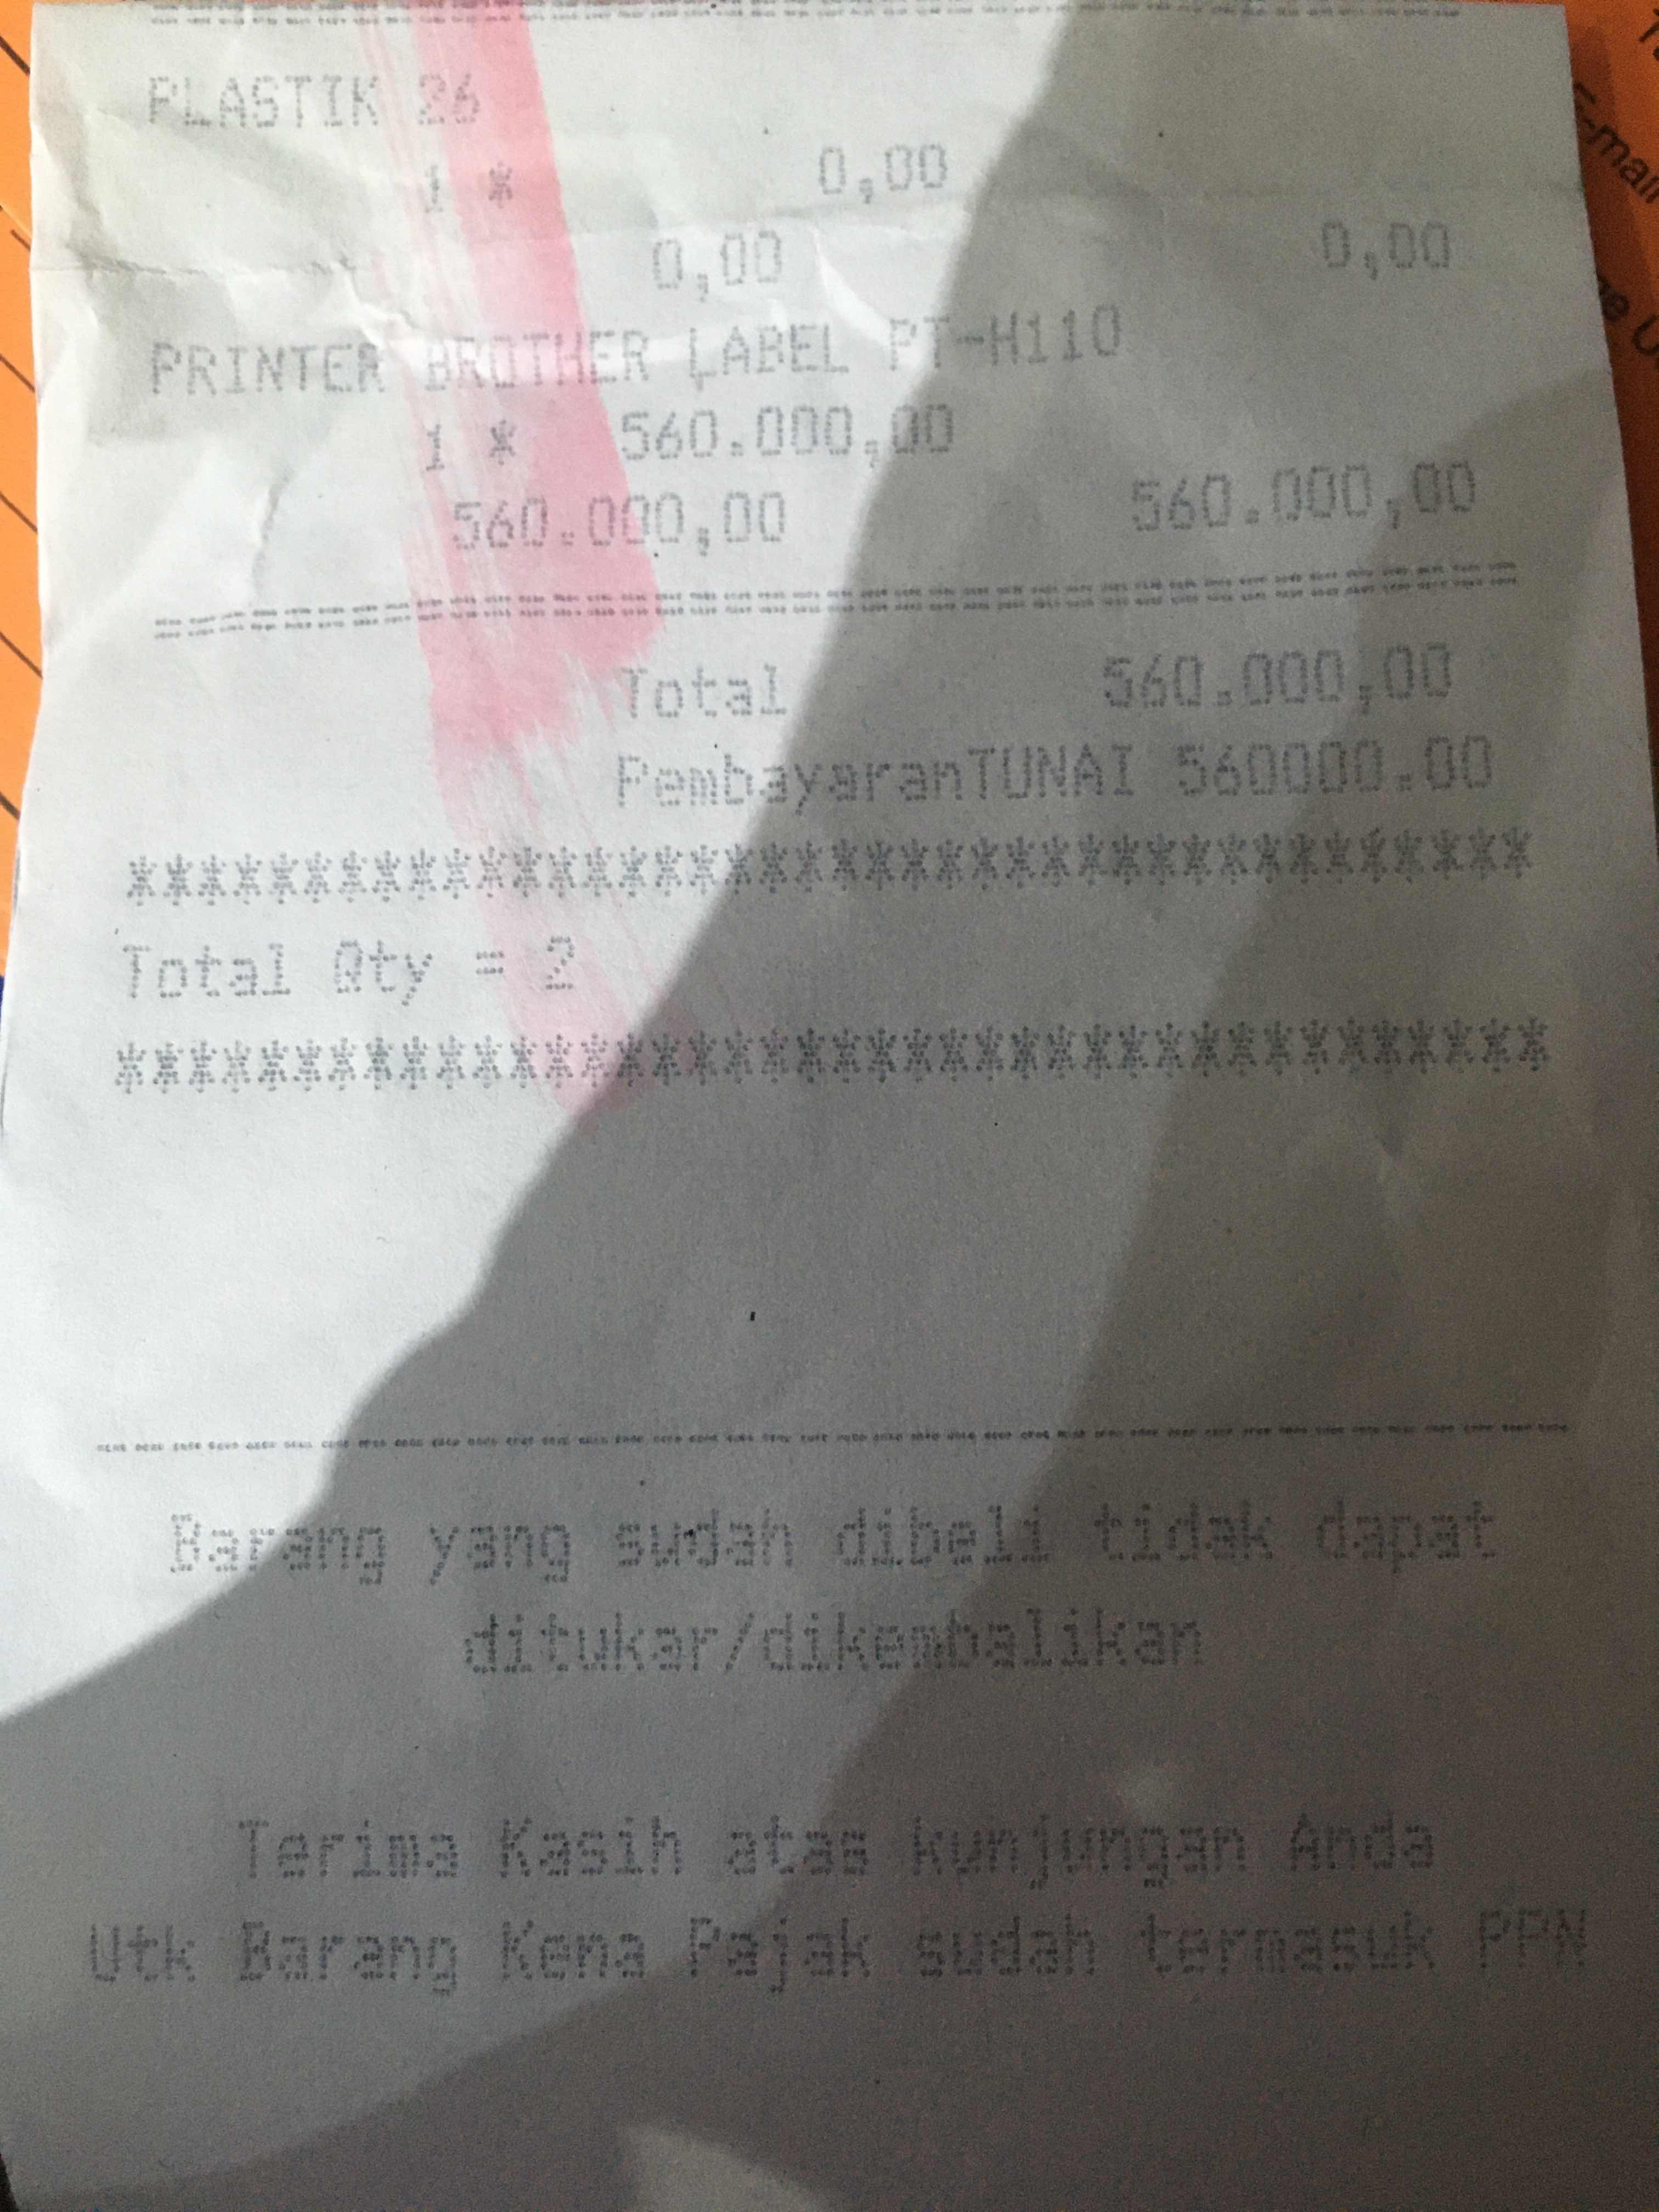 PLASTIK 26
1 * 0,00
0,00 0,00
PRINTER BROTHER LABEL PT-H110
1 * 560.000,00
560.000,00 560.000,00
Total 560.000,00
PembayaranTUNAI 560000.00
****************************************
Total Qty = 2
****************************************
Barang yang sudah dibeli tidak dapat
ditukar/dikembalikan
Terima Kasih atas kunjungan Anda
Utk Barang Kena Pajak sudah termasuk PPN
E-mail